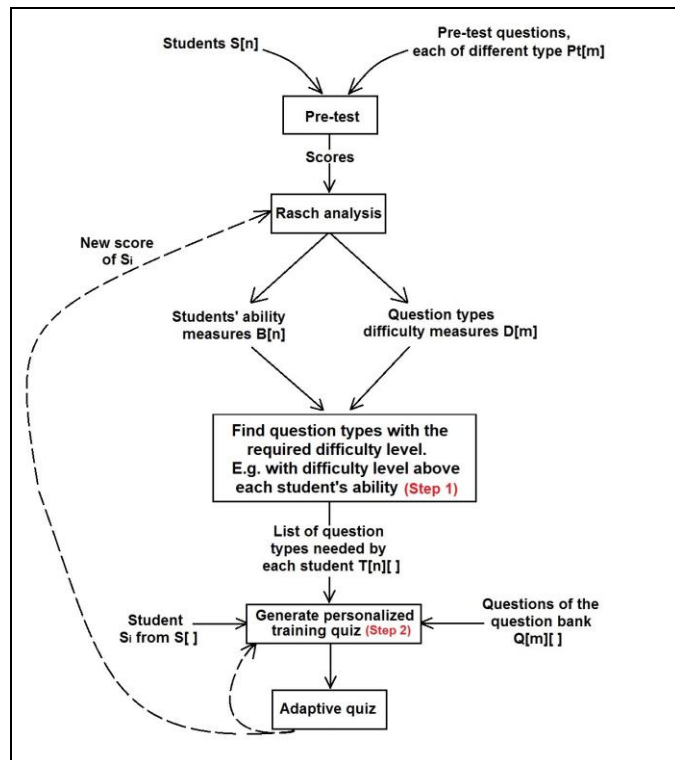 Students S[n]
Pre-test questions,
each of different type Pt[m]
Pre-test
Scores
Rasch analysis
New score
of Si
Students' ability
measures B[n]
Question types
difficulty measures D[m]
Find question types with the
required difficulty level.
E.g. with difficulty level above
each student's ability (Step 1)
List of question
types needed by
each student T[n][ ]
Student
Si from S[ ]
Generate personalized
training quiz (Step 2)
Questions of the
question bank
Q[m][ ]
Adaptive quiz